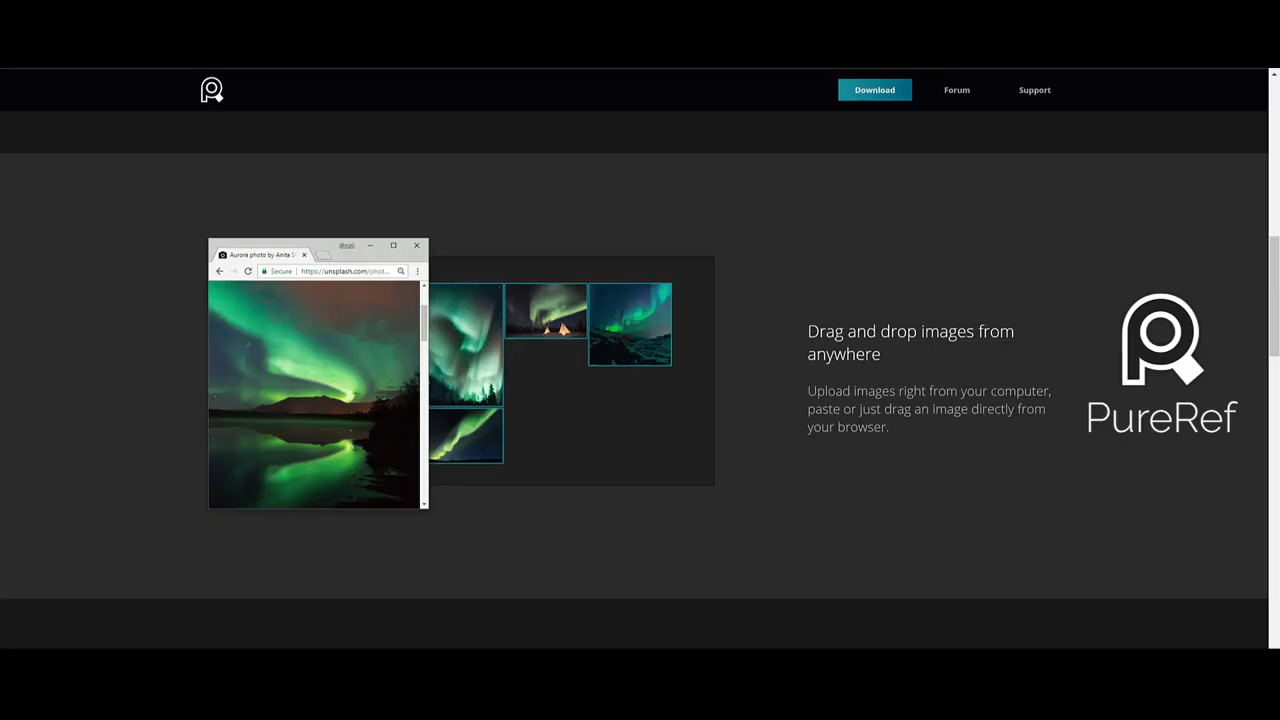 Download
Forum
Support
Aurora photo by Anita S
Secure
https://unsplash.com/phot...
Drag and drop images from
anywhere
Upload images right from your computer,
paste or just drag an image directly from
your browser.
PureRef